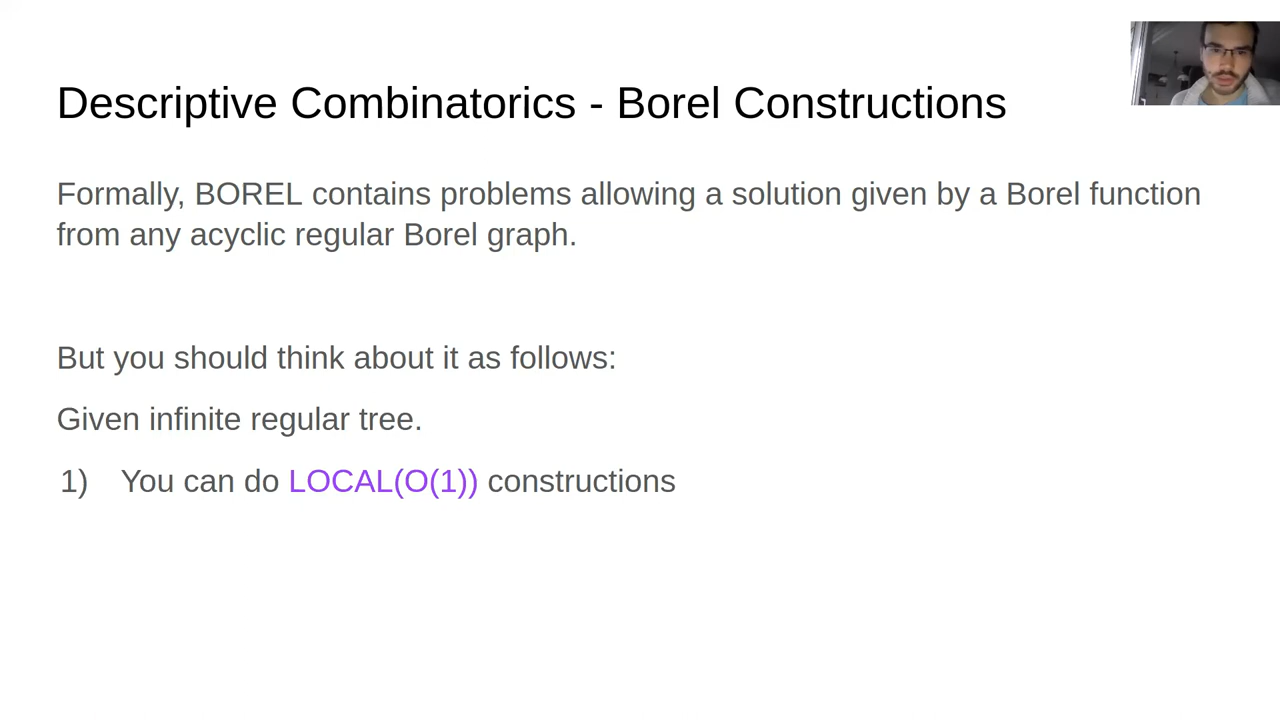 Descriptive Combinatorics - Borel Constructions
Formally, BOREL contains problems allowing a solution given by a Borel function
from any acyclic regular Borel graph.
But you should think about it as follows:
Given infinite regular tree.
1) You can do LOCAL(O(1)) constructions